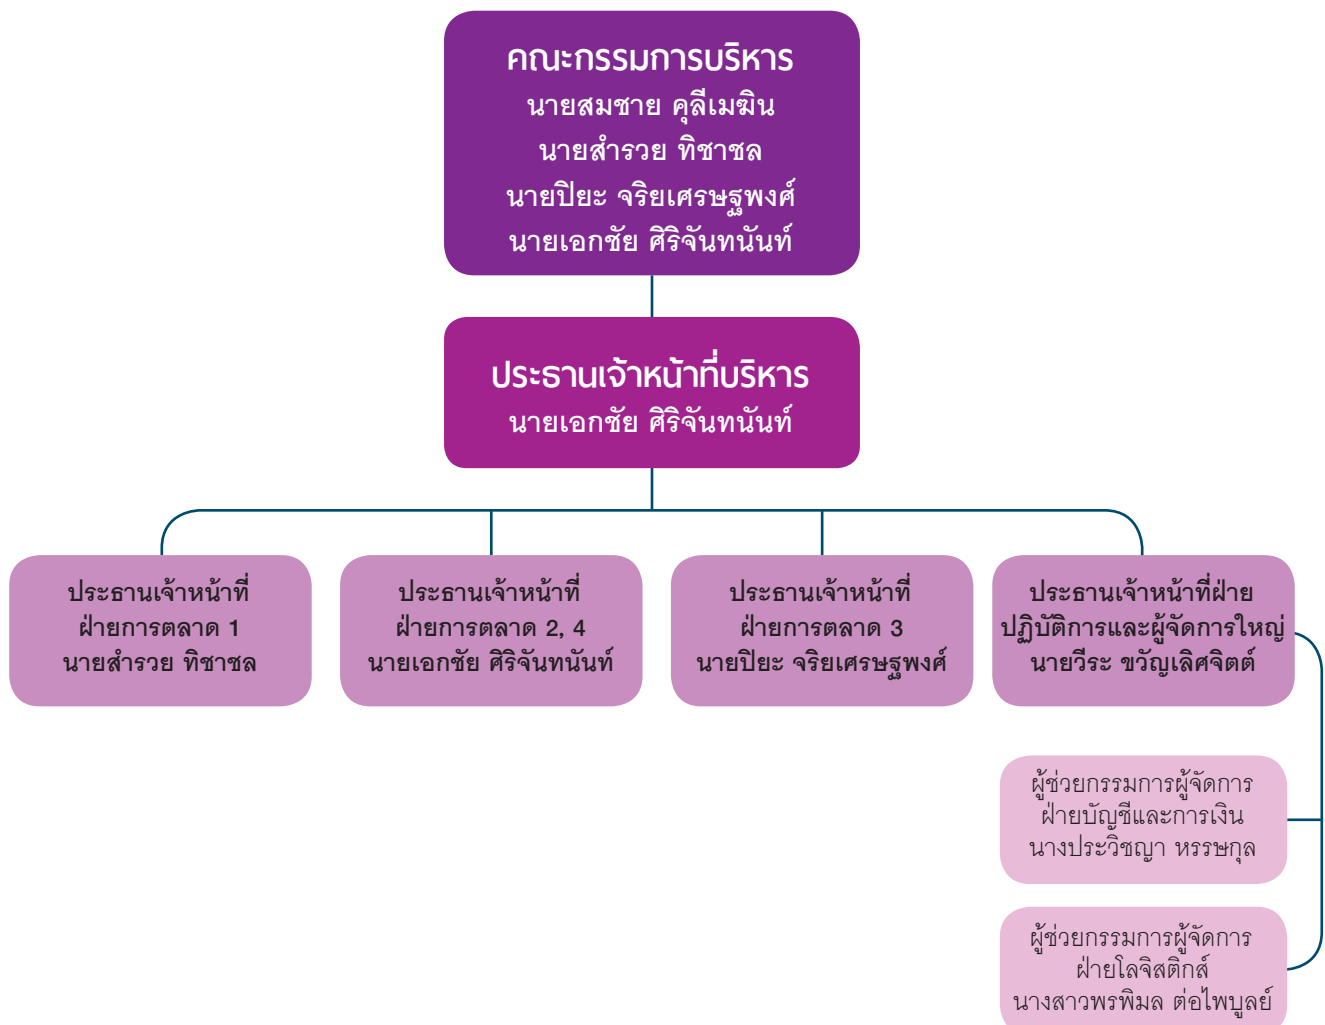 คณะกรรมการบริหาร
นายสมชาย คุลีเมฆิน
นายสำรวย ทิชาชล
นายปิยะ จริยเศรษฐพงศ์
นายเอกชัย ศิริจันทนันท์
ประธานเจ้าหน้าที่บริหาร
นายเอกชัย ศิริจันทนันท์
ประธานเจ้าหน้าที่
ฝ่ายการตลาด 1
นายสำรวย ทิชาชล
ประธานเจ้าหน้าที่
ฝ่ายการตลาด 2, 4
นายเอกชัย ศิริจันทนันท์
ประธานเจ้าหน้าที่
ฝ่ายการตลาด 3
นายปิยะ จริยเศรษฐพงศ์
ประธานเจ้าหน้าที่ฝ่าย
ปฏิบัติการและผู้จัดการใหญ่
นายวีระ ขวัญเลิศจิตต์
ผู้ช่วยกรรมการผู้จัดการ
ฝ่ายบัญชีและการเงิน
นางประวิชญา หรรษกุล
ผู้ช่วยกรรมการผู้จัดการ
ฝ่ายโลจิสติกส์
นางสาวพรพิมล ต่อไพบูลย์